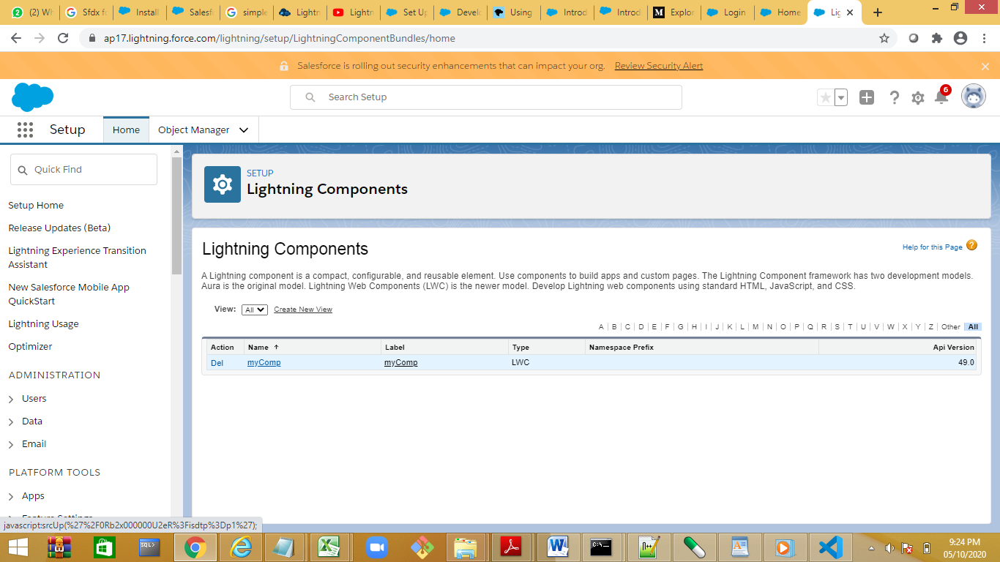 (2) Wh
Sfdx fo
Install
Salesf
simple
Lightn
Lightn
Set Up
Develo
Using
Introd
Introd
Explor
Login
Home
Lig
ap17.lightning.force.com/lightning/setup/LightningComponentBundles/home
Salesforce is rolling out security enhancements that can impact your org. Review Security Alert
Search Setup
6
Setup Home Object Manager
Quick Find
Setup Home
Release Updates (Beta)
Lightning Experience Transition
Assistant
New Salesforce Mobile App
QuickStart
Lightning Usage
Optimizer
ADMINISTRATION
Users
Data
Email
PLATFORM TOOLS
Apps
Feature Settings
SETUP
Lightning Components
Lightning Components
Help for this Page ?
A Lightning component is a compact, configurable, and reusable element. Use components to build apps and custom pages. The Lightning Component framework has two development models.
Aura is the original model. Lightning Web Components (LWC) is the newer model. Develop Lightning web components using standard HTML, JavaScript, and CSS.
View: All Create New View
A B C D E F G H I J K L M N O P Q R S T U V W X Y Z Other All
Action Name Label Type Namespace Prefix Api Version
Del myComp myComp LWC 49.0
javascript:srcUp(%27%2F0Rb2x000000U2eR%3Fisdtp%3Dp1%27);
SQL>
C:\_
9:24 PM
05/10/2020